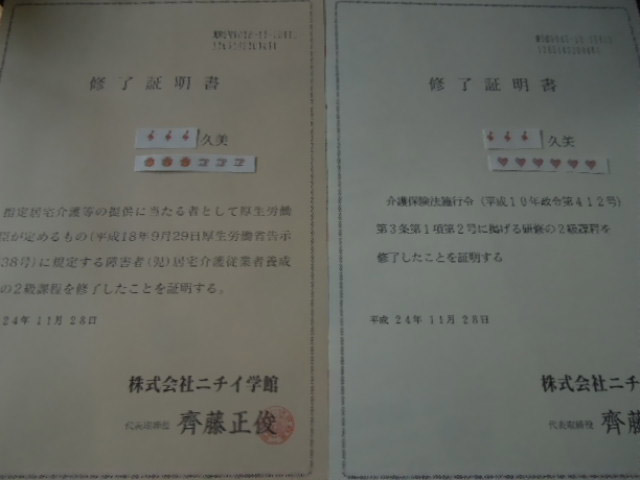 修了証明書
久美
指定居宅介護等の提供に当たる者として厚生労働
臣が定めるもの(平成18年9月29日厚生労働省告示
38号)に規定する障害者(児)居宅介護従業者養成
の2級課程を修了したことを証明する。
24年11月28日
株式会社ニチイ学館
代表取締役 齊藤正俊
修了証明書
久美
介護保険法施行令(平成10年政令第412号)
第3条第1項第2号に掲げる研修の2級課程を
修了したことを証明する
平成 24年11月28日
株式会社ニチ
代表取締役 齊藤